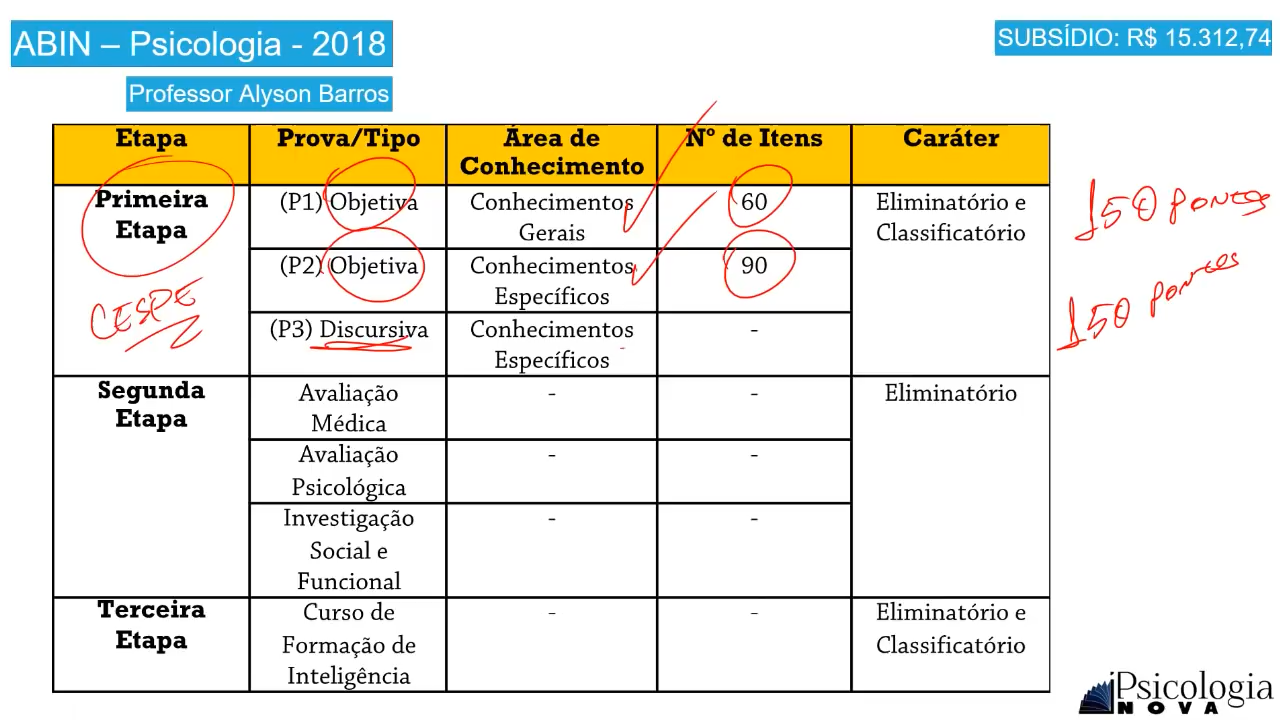 ABIN – Psicologia - 2018
SUBSÍDIO: R$ 15.312,74
Professor Alyson Barros
Etapa Prova/Tipo Área de Conhecimento Nº de Itens Caráter
Primeira Etapa (P1) Objetiva Conhecimentos Gerais 60 Eliminatório e Classificatório
150 PONTOS
(P2) Objetiva Conhecimentos Específicos 90
150 PONTOS
CESPE
(P3) Discursiva Conhecimentos Específicos -
Segunda Etapa Avaliação Médica - - Eliminatório
Avaliação Psicológica - -
Investigação Social e Funcional - -
Terceira Etapa Curso de Formação de Inteligência - - Eliminatório e Classificatório
Psicologia
NOVA